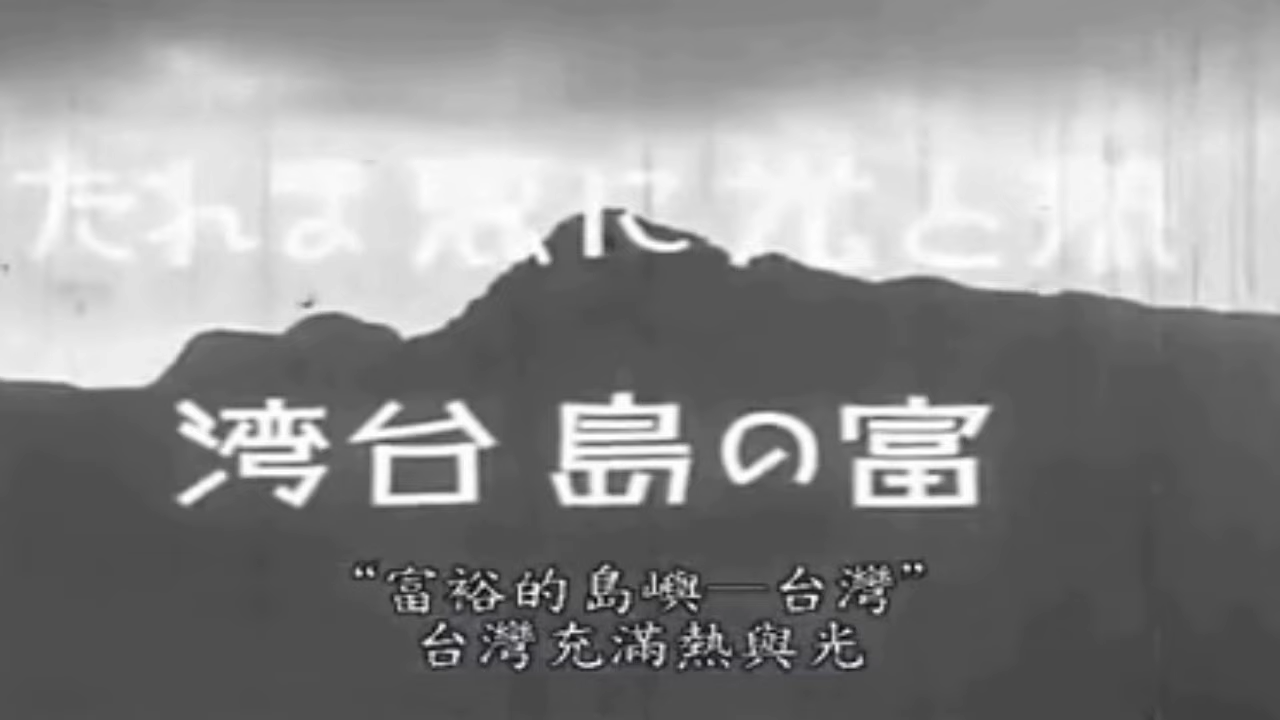 と光に恵まれた
富の島 台湾
“富裕的島嶼—台灣”
台灣充滿熱與光